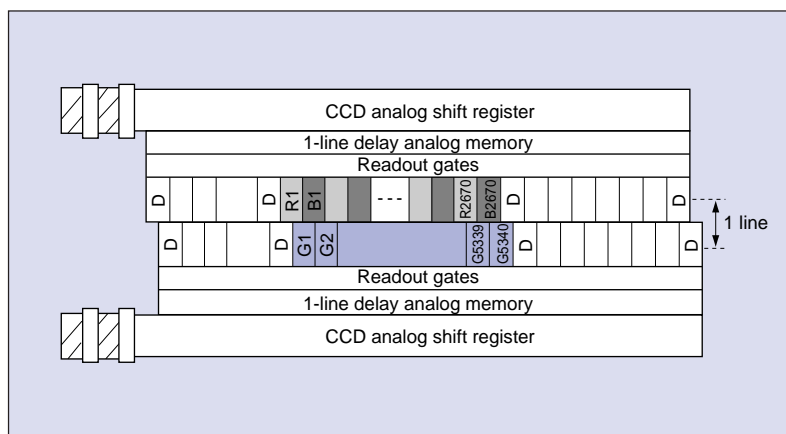 CCD analog shift register
1-line delay analog memory
Readout gates
D D R1 B1 --- R2670 B2670 D D
1 line
D D G1 G2 G5339 G5340 D D
Readout gates
1-line delay analog memory
CCD analog shift register